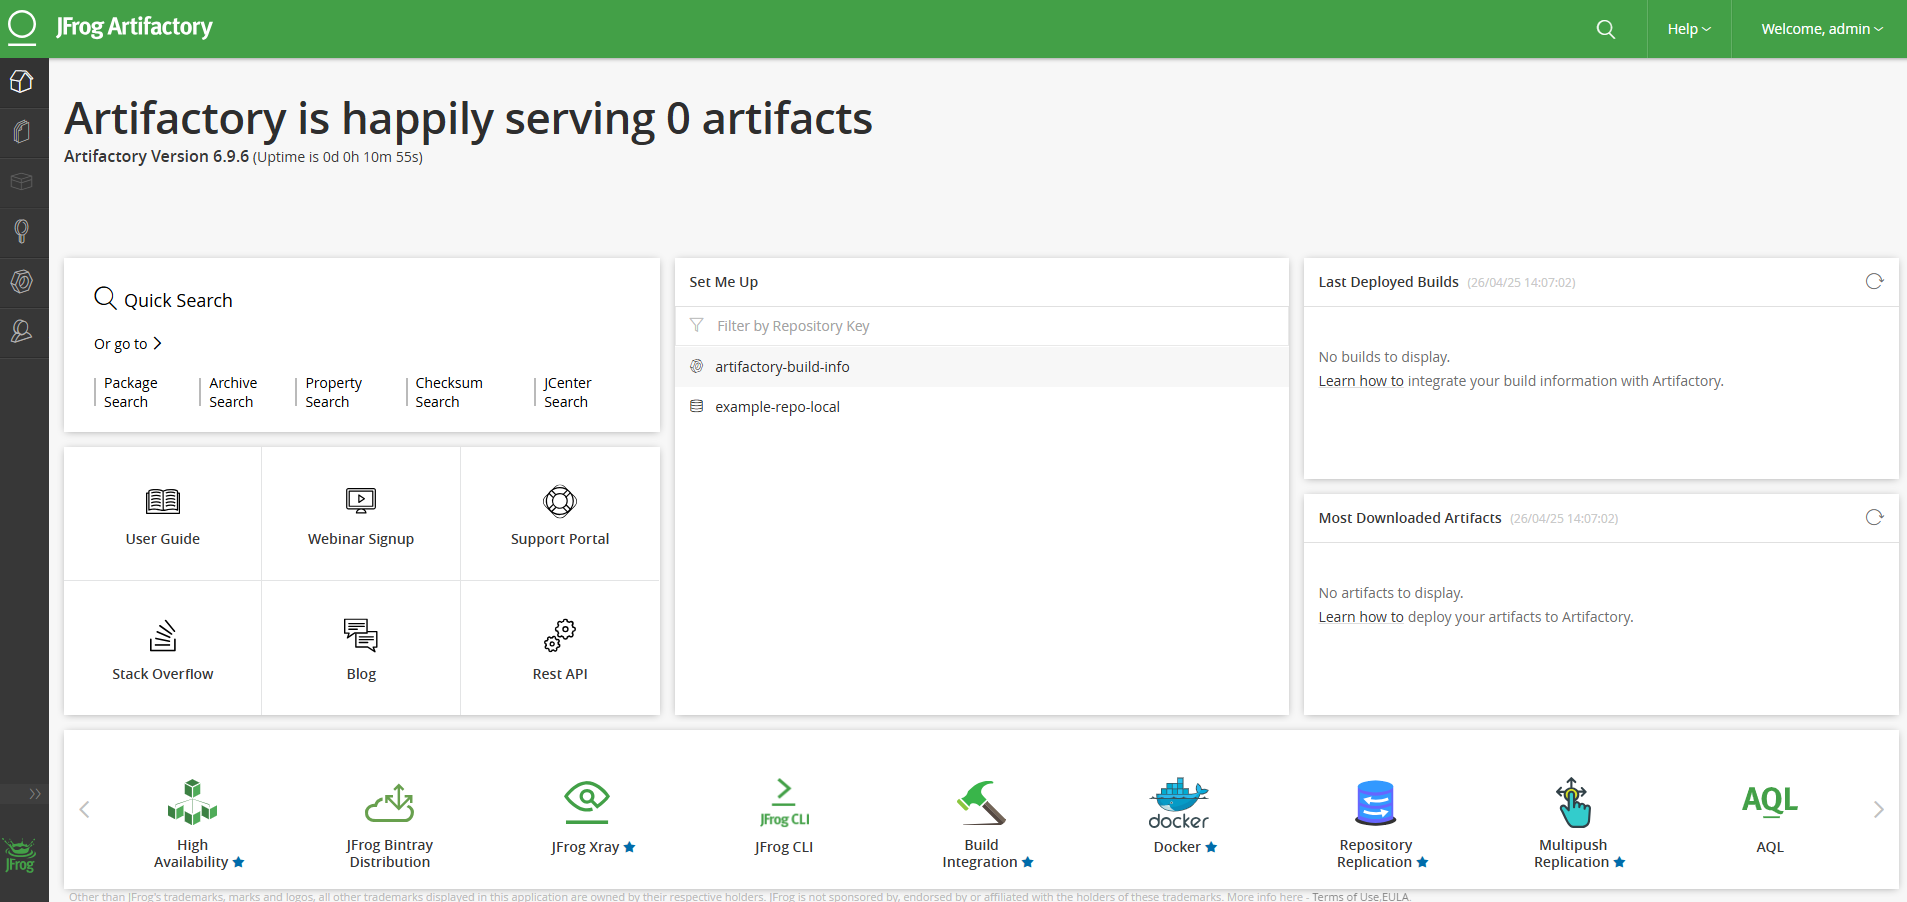 JFrog Artifactory
Help
Welcome, admin
Artifactory is happily serving 0 artifacts
Artifactory Version 6.9.6 (Uptime is 0d 0h 10m 55s)
Quick Search
Or go to
Package
Search
Archive
Search
Property
Search
Checksum
Search
JCenter
Search
User Guide
Webinar Signup
Support Portal
Stack Overflow
Blog
Rest API
Set Me Up
Filter by Repository Key
artifactory-build-info
example-repo-local
Last Deployed Builds (26/04/25 14:07:02)
No builds to display.
Learn how to integrate your build information with Artifactory.
Most Downloaded Artifacts (26/04/25 14:07:02)
No artifacts to display.
Learn how to deploy your artifacts to Artifactory.
High
Availability
JFrog Bintray
Distribution
JFrog Xray
JFrog CLI
JFrog CLI
Build
Integration
docker
Docker
Repository
Replication
Multipush
Replication
AQL
AQL
JFrog
Other than JFrog's trademarks, marks and logos, all other trademarks displayed in this application are owned by their respective holders. JFrog is not sponsored by, endorsed by or affiliated with the holders of these trademarks. More info here - Terms of Use,EULA.